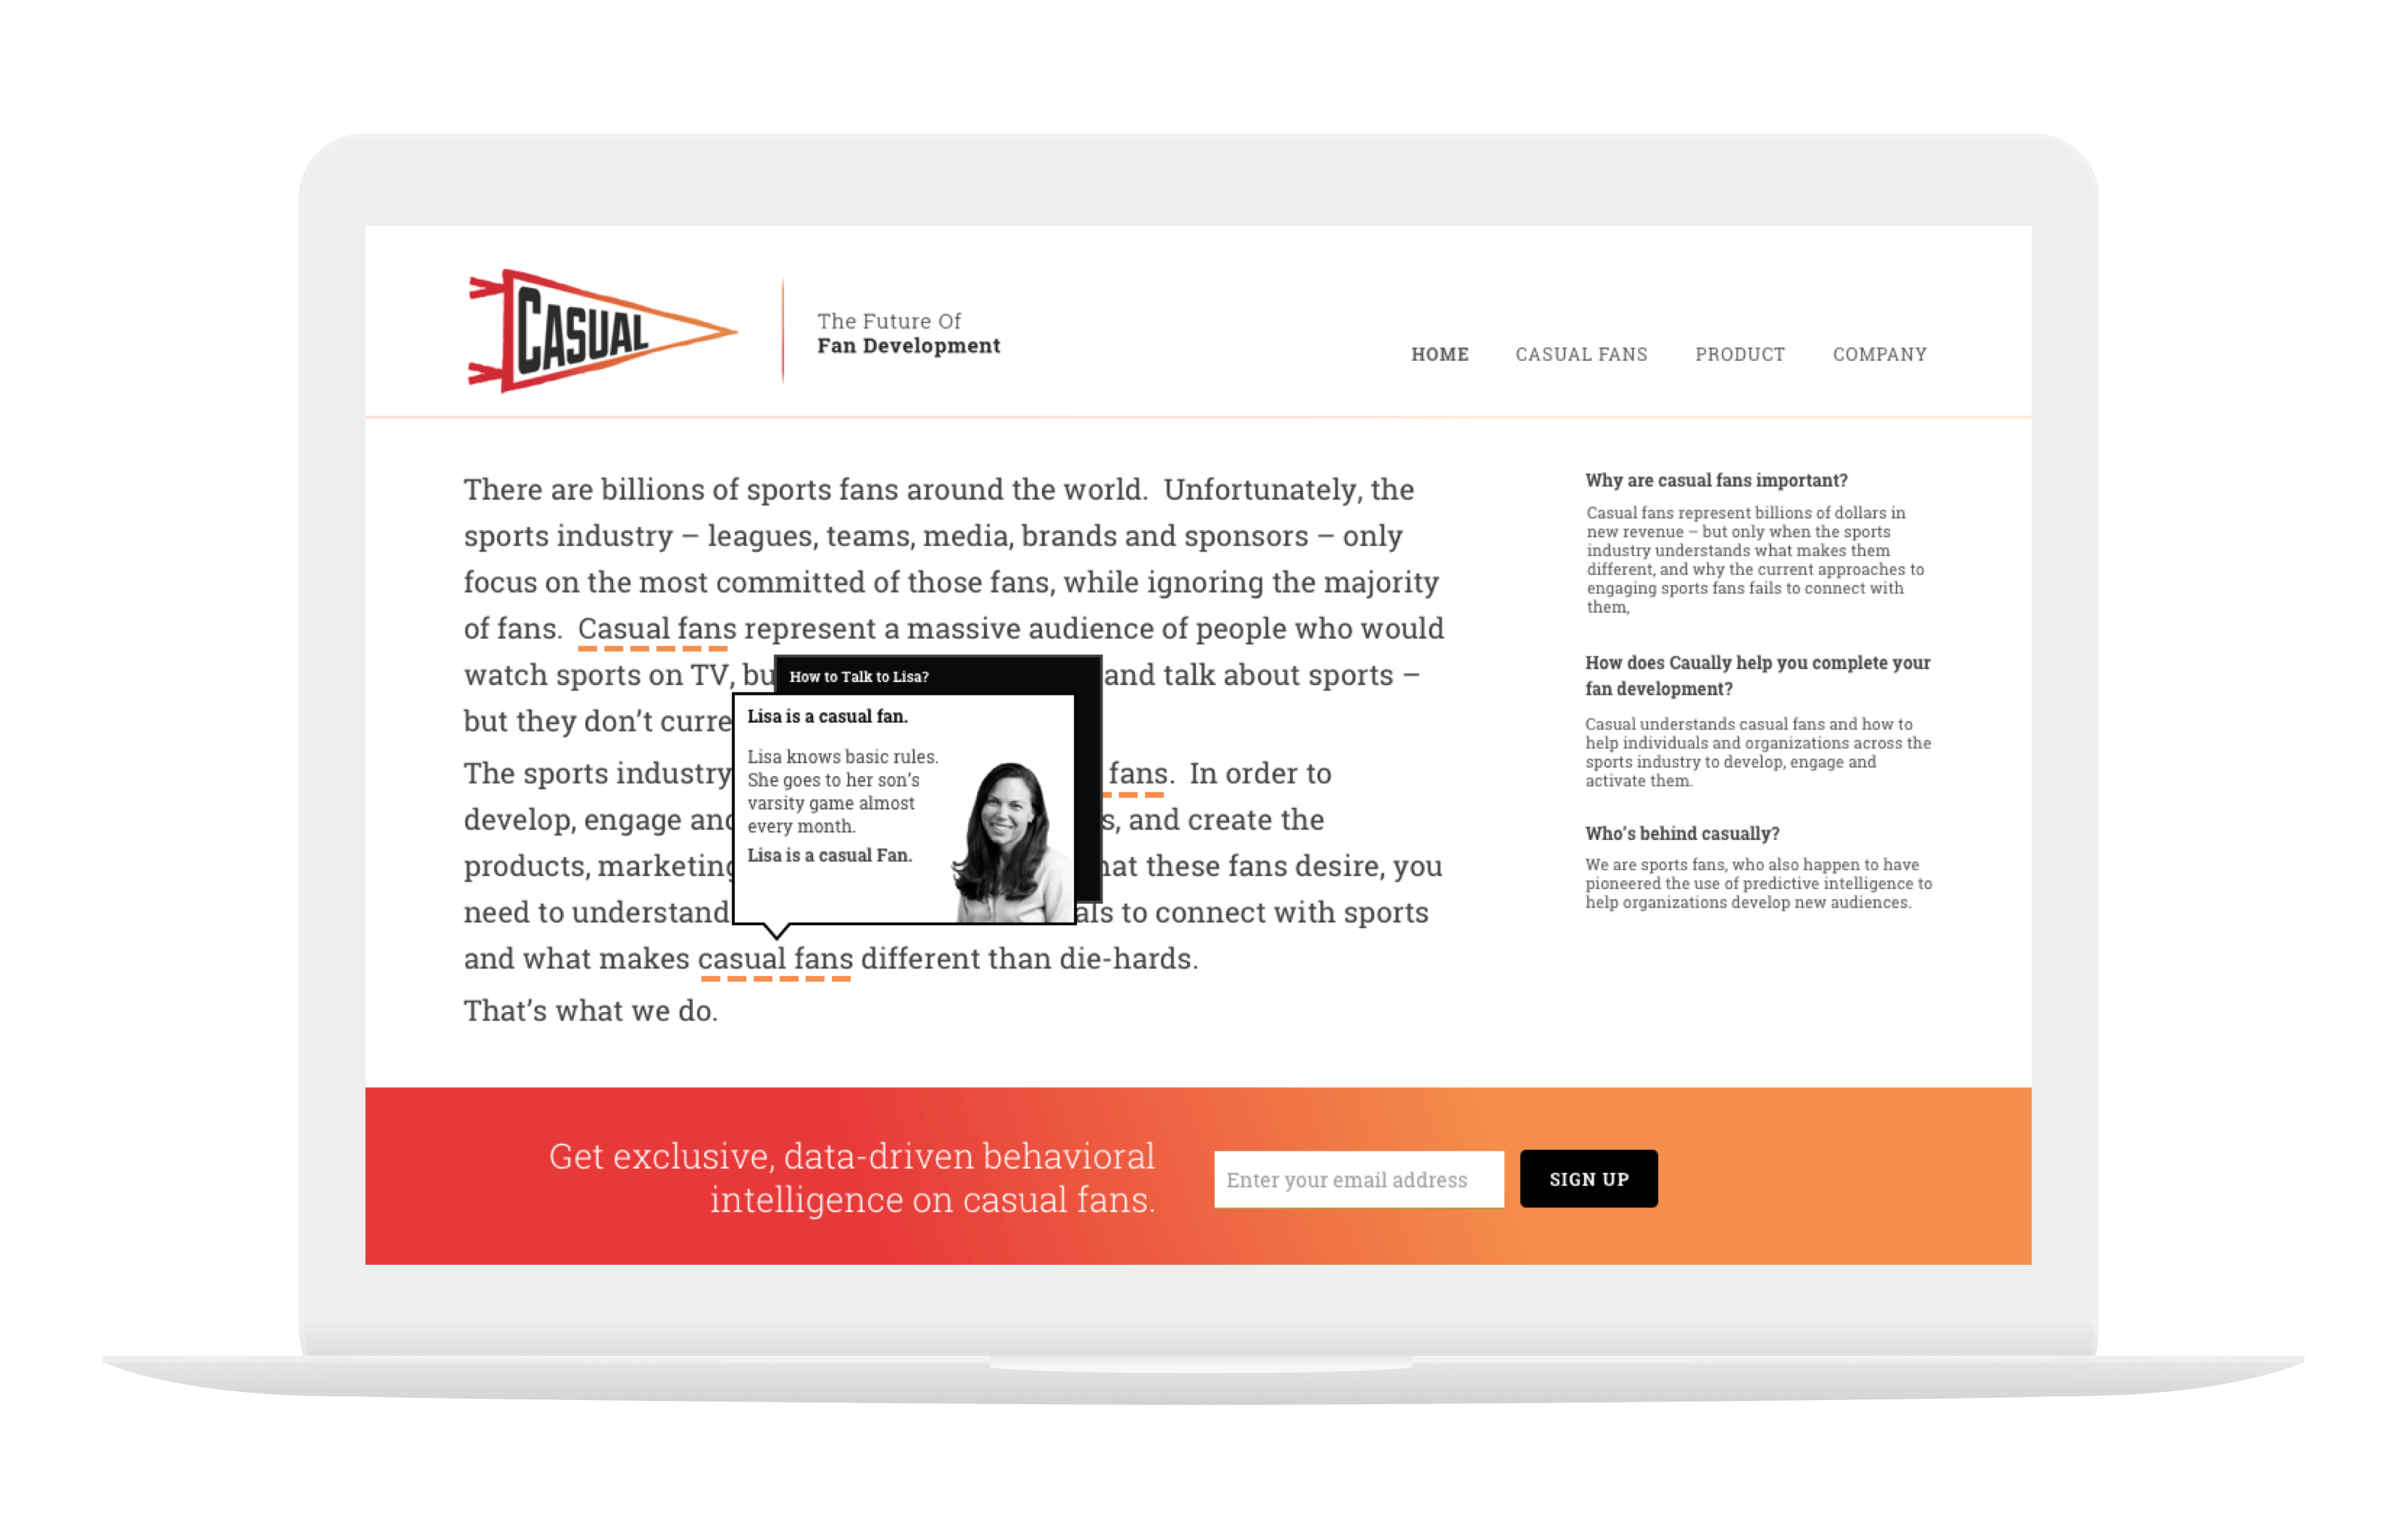 CASUAL
The Future Of
Fan Development
HOME CASUAL FANS PRODUCT COMPANY
There are billions of sports fans around the world. Unfortunately, the
sports industry – leagues, teams, media, brands and sponsors – only
focus on the most committed of those fans, while ignoring the majority
of fans. Casual fans represent a massive audience of people who would
watch sports on TV, and talk about sports –
but they don’t
The sports industry fans. In order to
develop, engage and create the
products, these fans desire, you
need to understand to connect with sports
and what makes casual fans different than die-hards.
That’s what we do.
How to Talk to Lisa?
Lisa is a casual fan.
Lisa knows basic rules.
She goes to her son’s
varsity game almost
every month.
Lisa is a casual Fan.
Why are casual fans important?
Casual fans represent billions of dollars in
new revenue – but only when the sports
industry understands what makes them
different, and why the current approaches to
engaging sports fans fails to connect with
them,
How does Caually help you complete your
fan development?
Casual understands casual fans and how to
help individuals and organizations across the
sports industry to develop, engage and
activate them.
Who’s behind casually?
We are sports fans, who also happen to have
pioneered the use of predictive intelligence to
help organizations develop new audiences.
Get exclusive, data-driven behavioral
intelligence on casual fans.
Enter your email address
SIGN UP